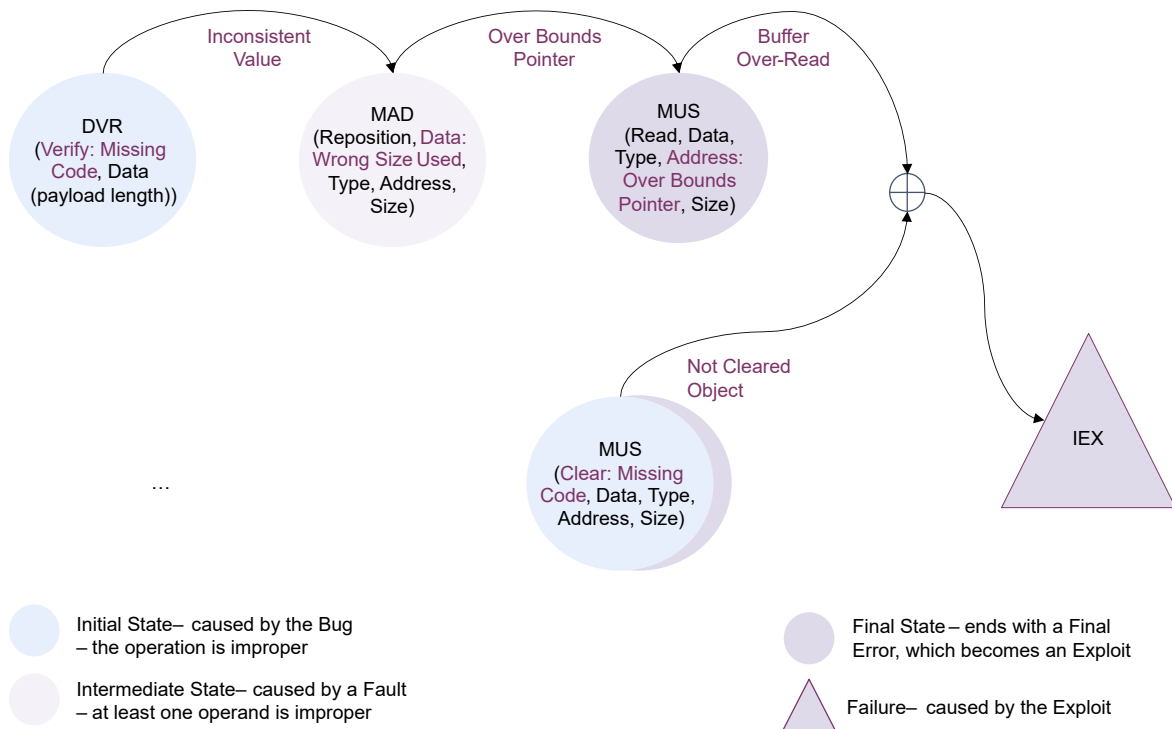 Inconsistent
Value
Over Bounds
Pointer
Buffer
Over-Read
DVR
(Verify: Missing
Code, Data
(payload length))
MAD
(Reposition, Data:
Wrong Size Used,
Type, Address,
Size)
MUS
(Read, Data,
Type, Address:
Over Bounds
Pointer, Size)
Not Cleared
Object
MUS
(Clear: Missing
Code, Data, Type,
Address, Size)
IEX
...
Initial State– caused by the Bug
– the operation is improper
Intermediate State– caused by a Fault
– at least one operand is improper
Final State – ends with a Final
Error, which becomes an Exploit
Failure– caused by the Exploit